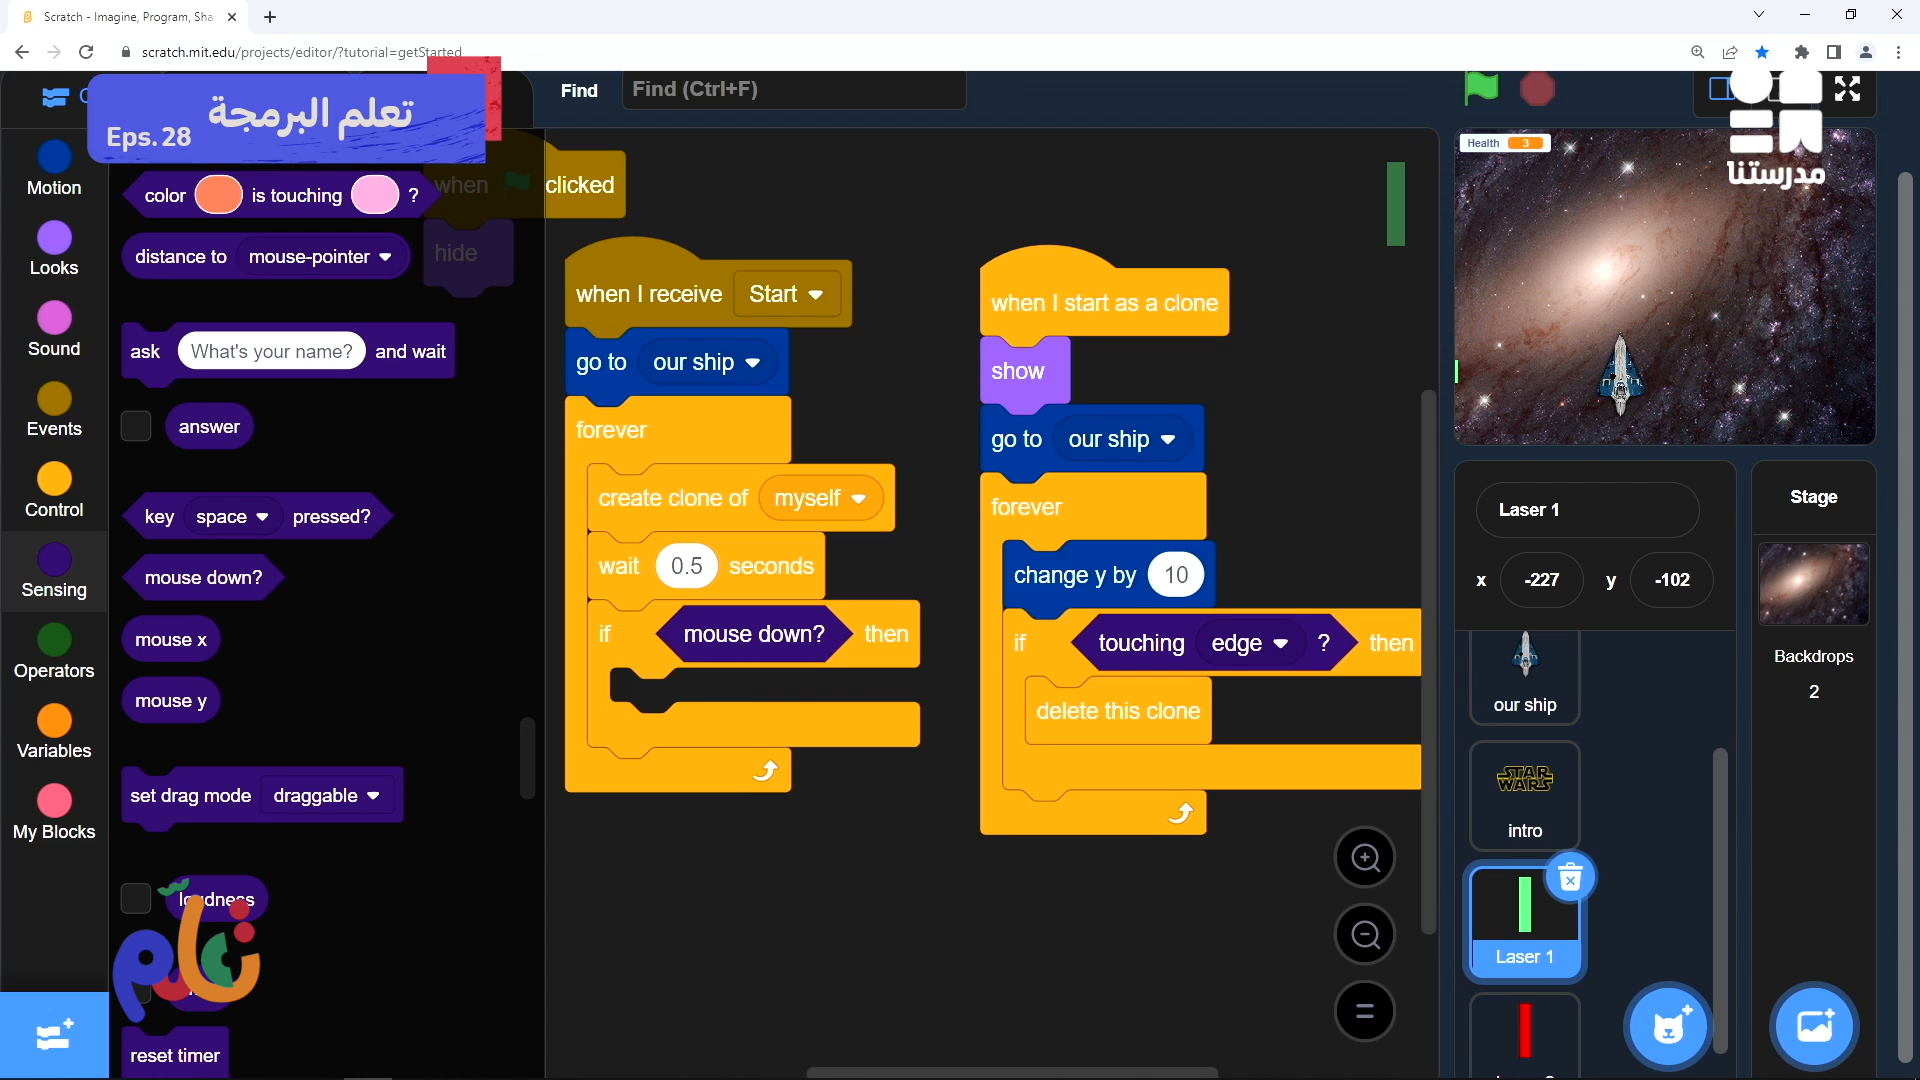 Scratch - Imagine, Program, Sha
scratch.mit.edu/projects/editor/?tutorial=getStarted
تعلم البرمجة
Eps. 28
Find
Find (Ctrl+F)
مدرستنا
Motion
Looks
Sound
Events
Control
Sensing
Operators
Variables
My Blocks
color is touching ?
distance to mouse-pointer
ask What's your name? and wait
answer
key space pressed?
mouse down?
mouse x
mouse y
set drag mode draggable
loudness
reset timer
when clicked
hide
when I receive Start
go to our ship
forever
create clone of myself
wait 0.5 seconds
if mouse down? then
when I start as a clone
show
go to our ship
forever
change y by 10
if touching edge ? then
delete this clone
Health 3
Laser 1
x -227 y -102
our ship
STAR WARS
intro
Laser 1
Stage
Backdrops
2